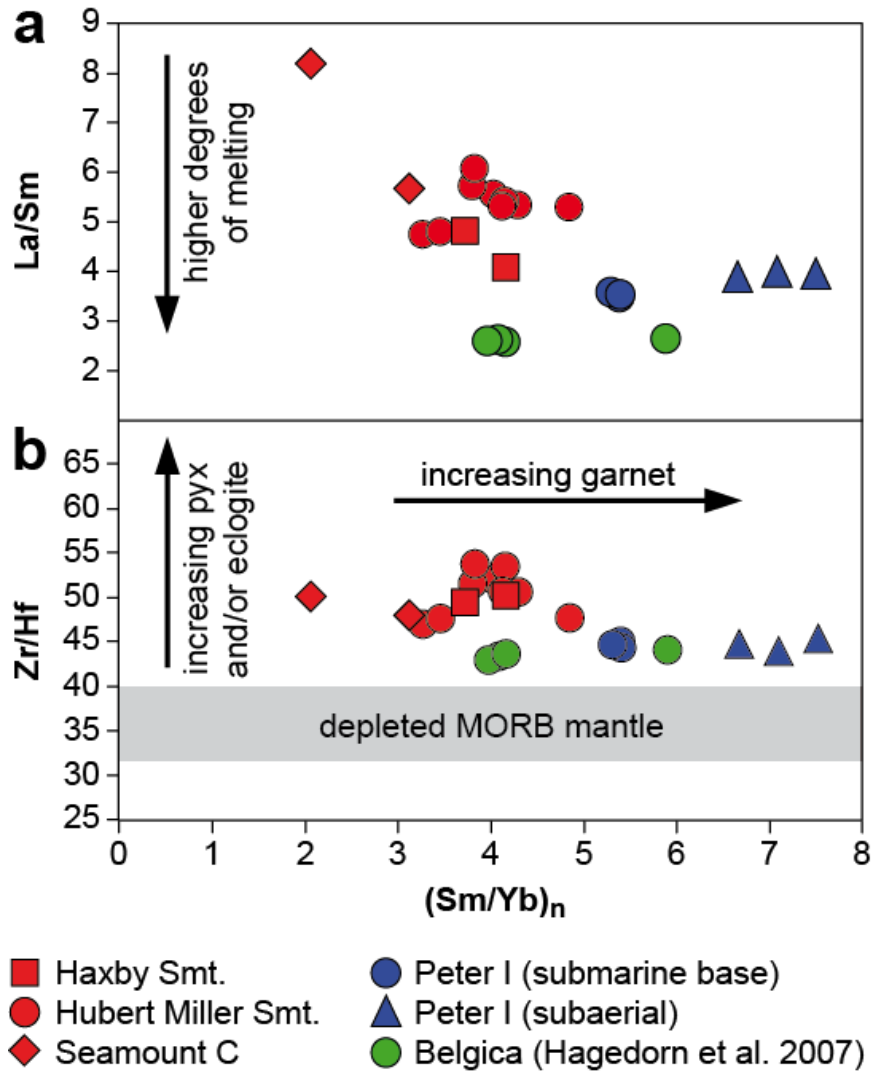 a
9
8
7
6
5
4
3
2
La/Sm
higher degrees
of melting
b
65
60
55
50
45
40
35
30
25
Zr/Hf
increasing pyx
and/or eclogite
increasing garnet
depleted MORB mantle
0 1 2 3 4 5 6 7 8
(Sm/Yb)n
Haxby Smt.
Hubert Miller Smt.
Seamount C
Peter I (submarine base)
Peter I (subaerial)
Belgica (Hagedorn et al. 2007)